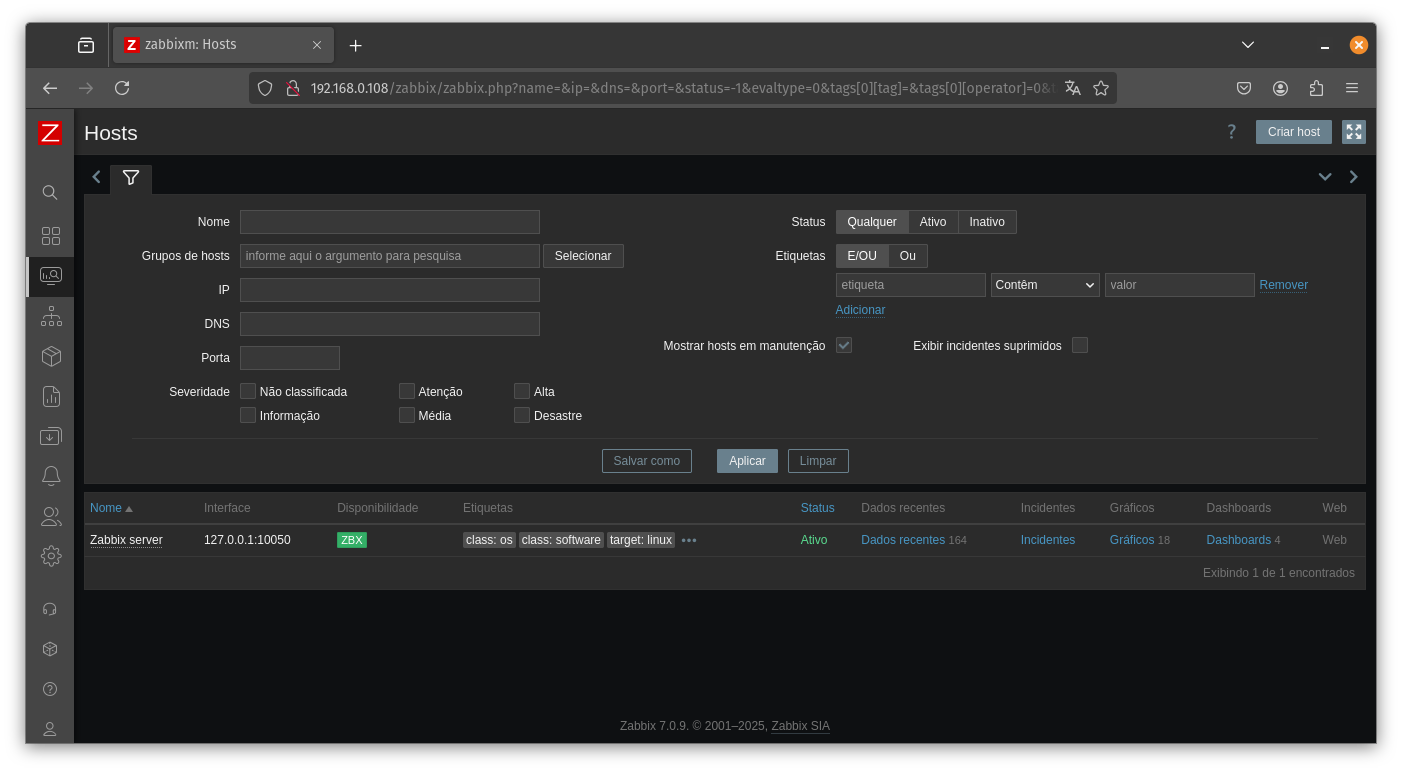 Z zabbixm: Hosts
192.168.0.108/zabbix/zabbix.php?name=&ip=&dns=&port=&status=-1&evaltype=0&tags[0][tag]=&tags[0][operator]=0&t
Z Hosts ? Criar host
Nome
Grupos de hosts informe aqui o argumento para pesquisa Selecionar
IP
DNS
Porta
Severidade Não classificada Atenção Alta
Informação Média Desastre
Status Qualquer Ativo Inativo
Etiquetas E/OU Ou
etiqueta Contêm valor Remover
Adicionar
Mostrar hosts em manutenção Exibir incidentes suprimidos
Salvar como Aplicar Limpar
Nome Interface Disponibilidade Etiquetas Status Dados recentes Incidentes Gráficos Dashboards Web
Zabbix server 127.0.0.1:10050 ZBX class: os class: software target: linux ••• Ativo Dados recentes 164 Incidentes Gráficos 18 Dashboards 4 Web
Exibindo 1 de 1 encontrados
Zabbix 7.0.9. © 2001–2025, Zabbix SIA